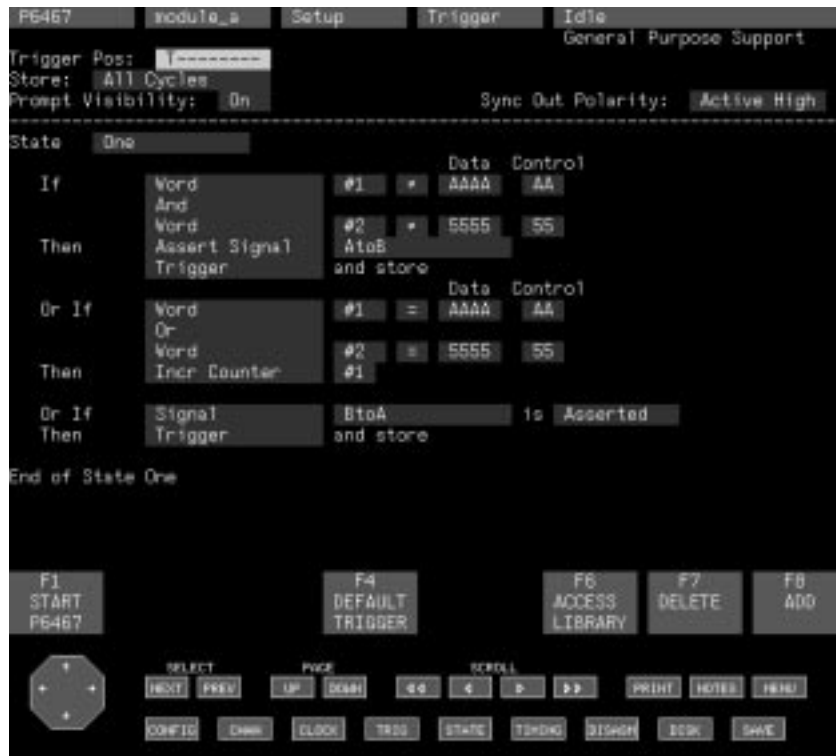 P6467 module_a Setup Trigger Idle
General Purpose Support
Trigger Pos: T--------
Store: All Cycles
Prompt Visibility: On Sync Out Polarity: Active High
State One
Data Control
If Word #1 ≠ AAAA AA
And
Word #2 ≠ 5555 55
Then Assert Signal AtoB
Trigger and store
Data Control
Or If Word #1 = AAAA AA
Or
Word #2 = 5555 55
Then Incr Counter #1
Or If Signal BtoA is Asserted
Then Trigger and store
End of State One
F1 F4 F6 F7 F8
START DEFAULT ACCESS DELETE ADD
P6467 TRIGGER LIBRARY
SELECT PAGE SCROLL
NEXT PREV UP DOWN PRINT NOTES MENU
CONFIG CHAN CLOCK TRIG STATE TIMING DISASM DISK SAVE